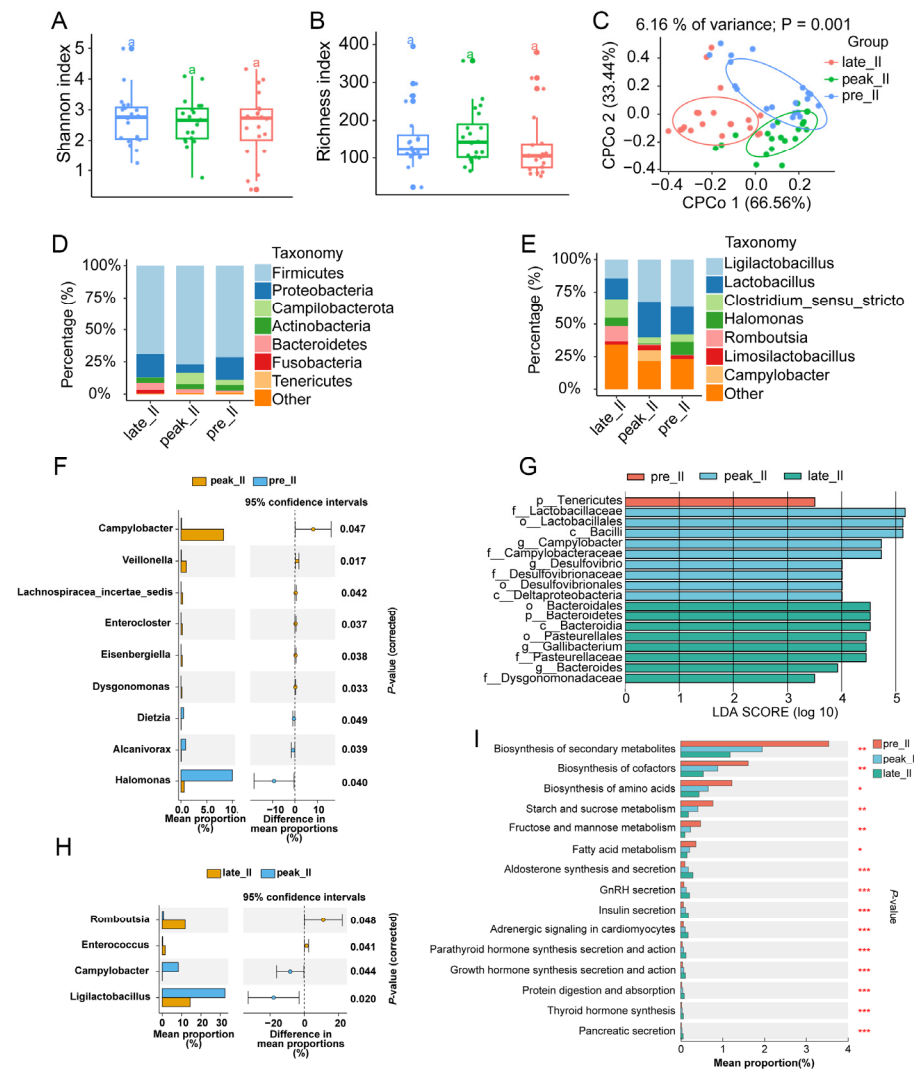 A
Shannon index
5
4
3
2
1
a
a
a
B
Richness index
400
300
200
100
a
a
a
C
6.16 % of variance; P = 0.001
CPCo 2 (33.44%)
0.4
0.2
0.0
−0.2
−0.4
−0.4
−0.2
0.0
0.2
CPCo 1 (66.56%)
Group
late_II
peak_II
pre_II
D
Percentage (%)
100%
75%
50%
25%
0%
late_II
peak_II
pre_II
Taxonomy
Firmicutes
Proteobacteria
Campilobacterota
Actinobacteria
Bacteroidetes
Fusobacteria
Tenericutes
Other
E
Percentage (%)
100%
75%
50%
25%
0%
late_II
peak_II
pre_II
Taxonomy
Ligilactobacillus
Lactobacillus
Clostridium_sensu_stricto
Halomonas
Romboutsia
Limosilactobacillus
Campylobacter
Other
F
peak_II pre_II
95% confidence intervals
Campylobacter 0.047
Veillonella 0.017
Lachnospiracea_incertae_sedis 0.042
Enterocloster 0.037
Eisenbergiella 0.038
Dysgonomonas 0.033
Dietzia 0.049
Alcanivorax 0.039
Halomonas 0.040
P-value (corrected)
0.0 5.0 10.
Mean proportion
(%)
−10 0 10
Difference in
mean proportions
(%)
G
pre_II peak_II late_II
p__Tenericutes
f__Lactobacillaceae
o__Lactobacillales
c__Bacilli
g__Campylobacter
f__Campylobacteraceae
g__Desulfovibrio
f__Desulfovibrionaceae
o__Desulfovibrionales
c__Deltaproteobacteria
o__Bacteroidales
p__Bacteroidetes
c__Bacteroidia
o__Pasteurellales
g__Gallibacterium
f__Pasteurellaceae
g__Bacteroides
f__Dysgonomonadaceae
0 1 2 3 4 5
LDA SCORE (log 10)
H
late_II peak_II
95% confidence intervals
Romboutsia 0.048
Enterococcus 0.041
Campylobacter 0.044
Ligilactobacillus 0.020
P-value (corrected)
0 10 20 30
Mean proportion
(%)
−20 0 20
Difference in
mean proportions
(%)
I
pre_II
peak_I
late_II
Biosynthesis of secondary metabolites **
Biosynthesis of cofactors **
Biosynthesis of amino acids *
Starch and sucrose metabolism **
Fructose and mannose metabolism **
Fatty acid metabolism *
Aldosterone synthesis and secretion ***
GnRH secretion ***
Insulin secretion ***
Adrenergic signaling in cardiomyocytes ***
Parathyroid hormone synthesis secretion and action ***
Growth hormone synthesis secretion and action ***
Protein digestion and absorption ***
Thyroid hormone synthesis ***
Pancreatic secretion ***
P-value
0 1 2 3 4
Mean proportion(%)